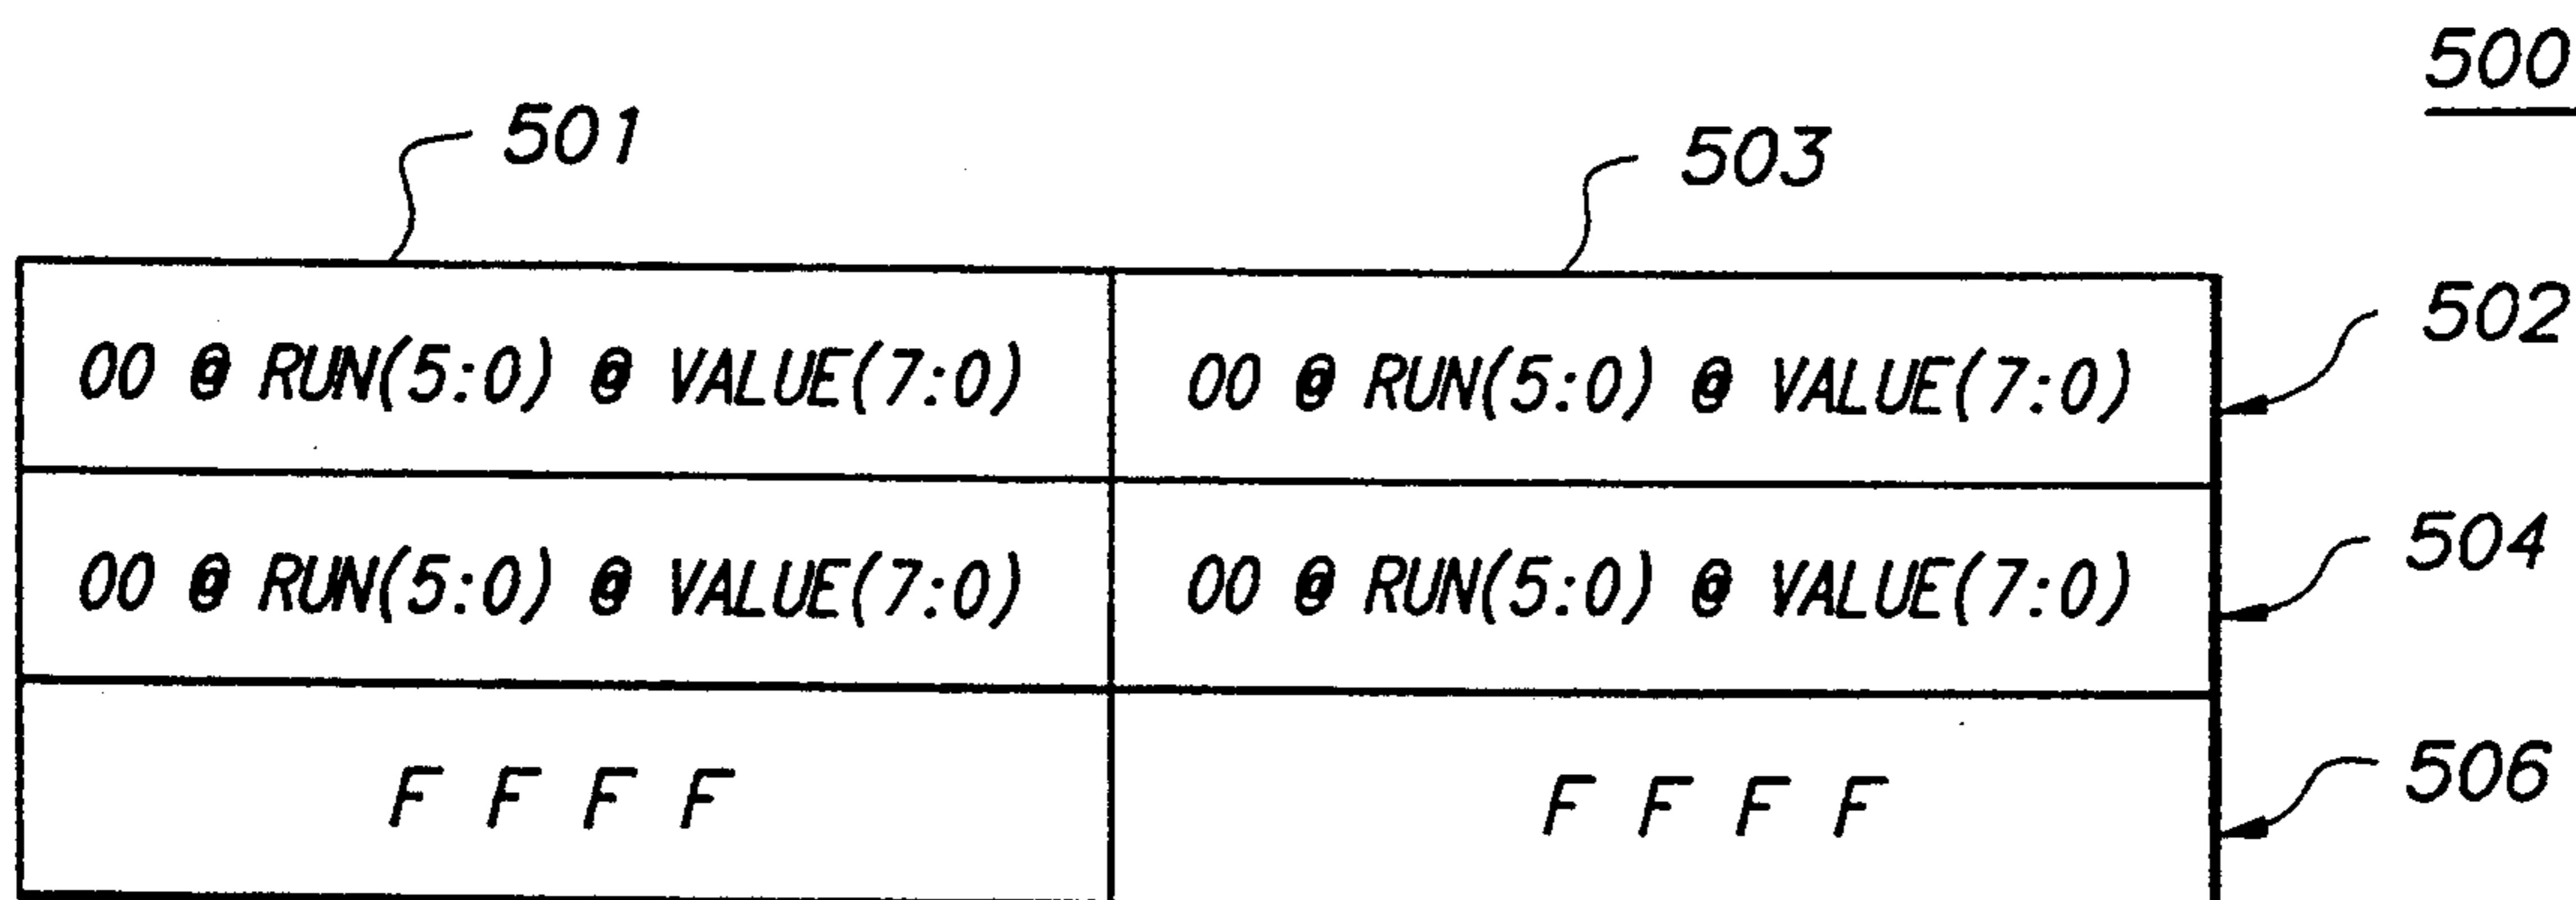 500
501
503
00 @ RUN(5:0) @ VALUE(7:0) 00 @ RUN(5:0) @ VALUE(7:0)
502
00 @ RUN(5:0) @ VALUE(7:0) 00 @ RUN(5:0) @ VALUE(7:0)
504
F F F F F F F F
506